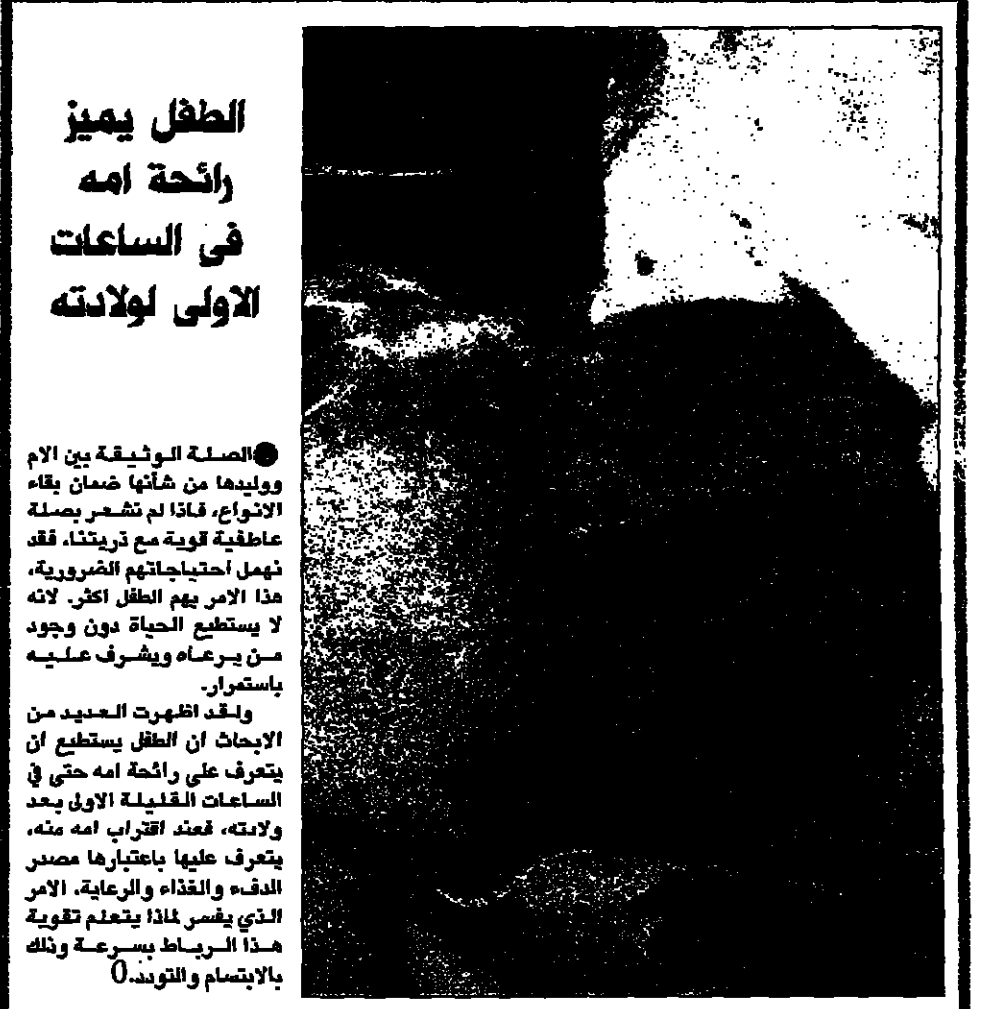 الطفل يميز
رائحة امه
في الساعات
الاولى لولادته
●الصلة الوثيقة بين الام
ووليدها من شأنها ضمان بقاء
الانواع، فاذا لم نشعر بصلة
عاطفية قوية مع ذريتنا، فقد
نهمل احتياجاتهم الضرورية،
هذا الامر يهم الطفل اكثر. لانه
لا يستطيع الحياة دون وجود
من يرعاه ويشرف عليه
باستمرار.
ولقد اظهرت العديد من
الابحاث ان الطفل يستطيع ان
يتعرف على رائحة امه حتى في
الساعات القليلة الاولى بعد
ولادته، فعند اقتراب امه منه،
يتعرف عليها باعتبارها مصدر
الدفء والغذاء والرعاية، الامر
الذي يفسر لماذا يتعلم تقوية
هذا الرباط بسرعة وذلك
بالابتسام والتودد.0